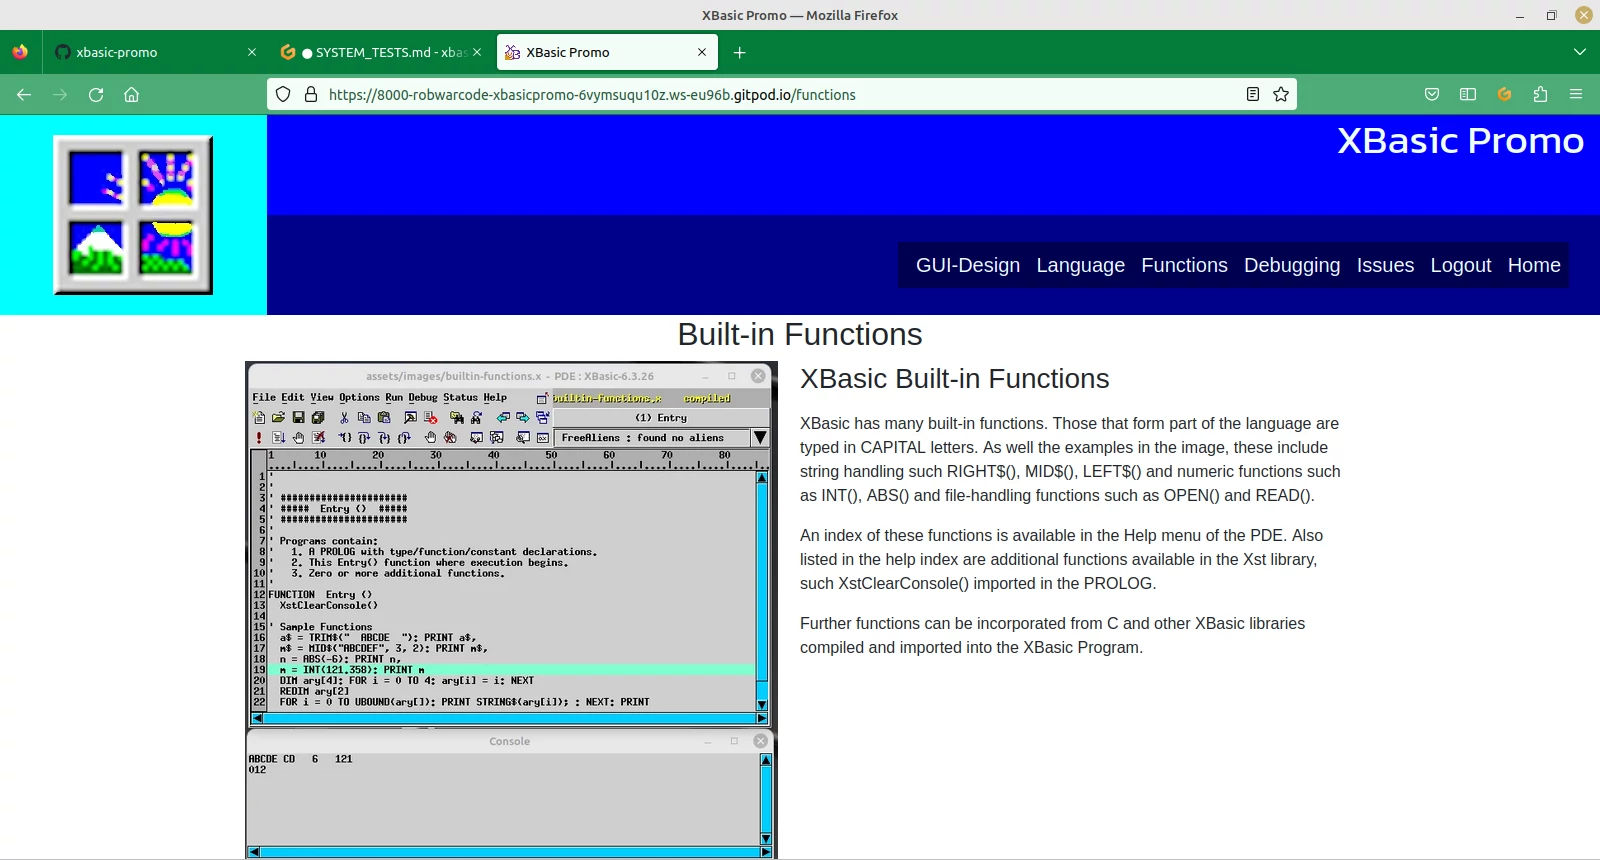 XBasic Promo — Mozilla Firefox
xbasic-promo
● SYSTEM_TESTS.md - xbas
XBasic Promo
https://8000-robwarcode-xbasicpromo-6vymsuqu10z.ws-eu96b.gitpod.io/functions
XBasic Promo
GUI-Design Language Functions Debugging Issues Logout Home
Built-in Functions
assets/images/builtin-functions.x - PDE : XBasic-6.3.26
File Edit View Options Run Debug Status Help
builtin-functions.x compiled
(1) Entry
FreeAliens : found no aliens
1 10 20 30 40 50 60 70 80
1 '
2 '
3 ' ######################
4 ' ##### Entry () #####
5 ' ######################
6 '
7 ' Programs contain:
8 ' 1. A PROLOG with type/function/constant declarations.
9 ' 2. This Entry() function where execution begins.
10 ' 3. Zero or more additional functions.
11 '
12 FUNCTION Entry ()
13 XstClearConsole()
14
15 ' Sample Functions
16 a$ = TRIM$(" ABCDE "): PRINT a$,
17 m$ = MID$("ABCDEF", 3, 2): PRINT m$,
18 n = ABS(-6): PRINT n,
19 m = INT(121.358): PRINT m
20 DIM ary[4]: FOR i = 0 TO 4: ary[i] = i: NEXT
21 REDIM ary[2]
22 FOR i = 0 TO UBOUND(ary[]): PRINT STRING$(ary[i]); : NEXT: PRINT
Console
ABCDE CD 6 121
012
XBasic Built-in Functions
XBasic has many built-in functions. Those that form part of the language are
typed in CAPITAL letters. As well the examples in the image, these include
string handling such RIGHT$(), MID$(), LEFT$() and numeric functions such
as INT(), ABS() and file-handling functions such as OPEN() and READ().
An index of these functions is available in the Help menu of the PDE. Also
listed in the help index are additional functions available in the Xst library,
such XstClearConsole() imported in the PROLOG.
Further functions can be incorporated from C and other XBasic libraries
compiled and imported into the XBasic Program.